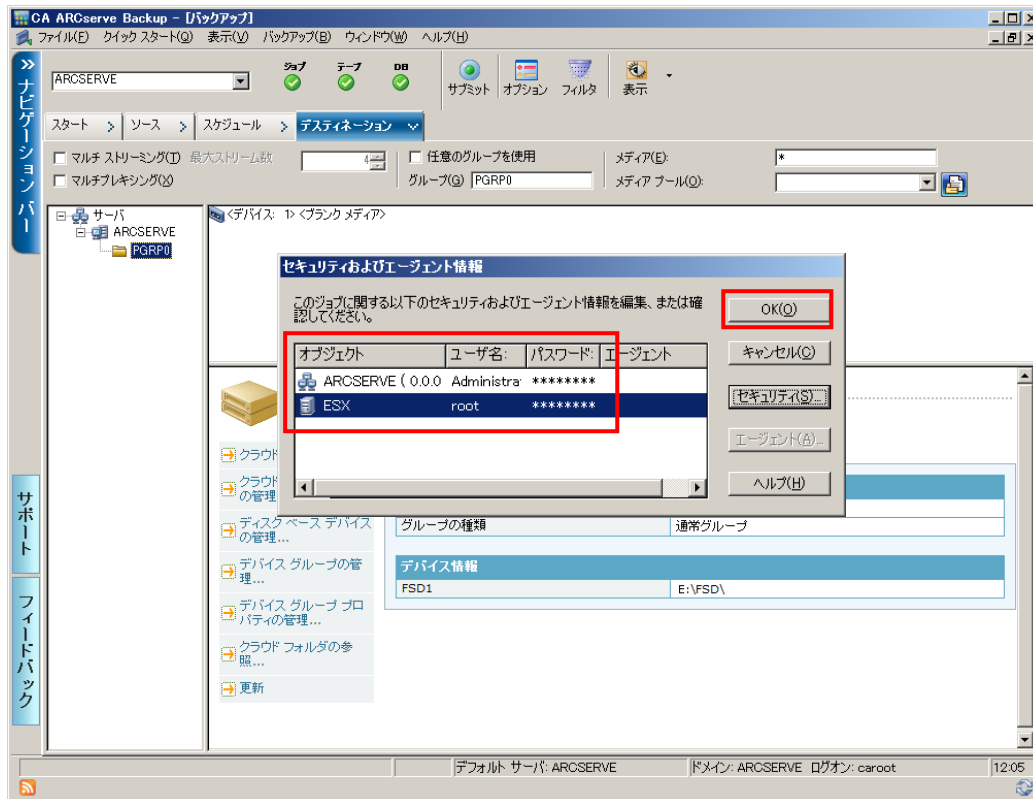 CA ARCserve Backup - [バックアップ]
ファイル(F) クイック スタート(Q) 表示(V) バックアップ(B) ウィンドウ(W) ヘルプ(H)
ARCSERVE
ジョブ テープ DB
サブミット オプション フィルタ 表示
スタート ソース スケジュール デスティネーション
マルチ ストリーミング(T) 最大ストリーム数 4 任意のグループを使用 メディア(E): *
マルチプレキシング(X) グループ(G) PGRP0 メディア プール(O):
ナビゲーション バー
サポート
フィードバック
サーバ
ARCSERVE
PGRP0
<デバイス: 1> <ブランク メディア>
セキュリティおよびエージェント情報
このジョブに関する以下のセキュリティおよびエージェント情報を編集、または確
認してください。
オブジェクト ユーザ名: パスワード: エージェント
ARCSERVE ( 0.0.0 Administra ********
ESX root ********
OK(O)
キャンセル(C)
セキュリティ(S)...
エージェント(A)...
ヘルプ(H)
クラウド
クラウド
の管理
ディスク ベース デバイス
の管理...
デバイス グループの管
理...
デバイス グループ プロ
パティの管理...
クラウド フォルダの参
照...
更新
グループの種類 通常グループ
デバイス情報
FSD1 E:\FSD\
デフォルト サーバ: ARCSERVE ドメイン: ARCSERVE ログオン: caroot 12:05